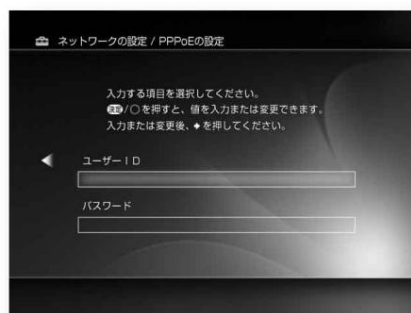 ネットワークの設定 / PPPoEの設定
入力する項目を選択してください。
決定/○を押すと、値を入力または変更できます。
入力または変更後、➧を押してください。
ユーザーID
パスワード